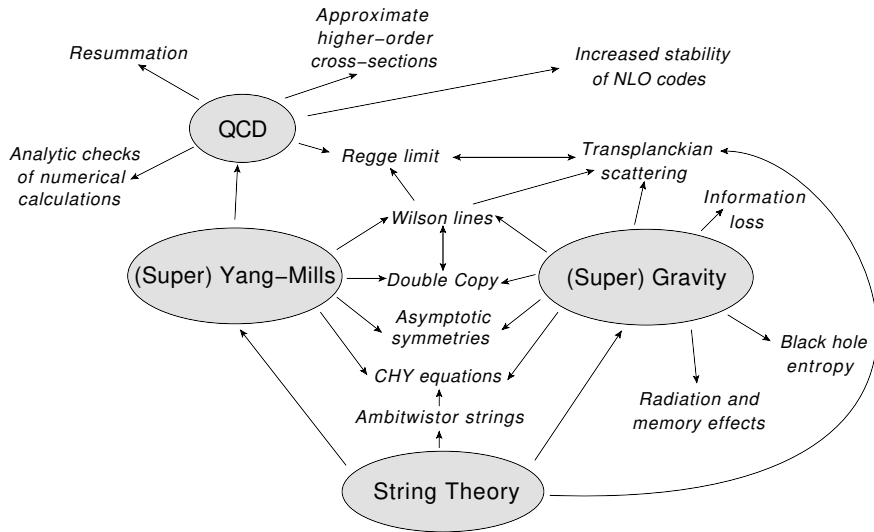 Approximate
higher−order
cross−sections
Resummation
Increased stability
of NLO codes
QCD
Analytic checks
of numerical
calculations
Regge limit
Transplanckian
scattering
Information
loss
Wilson lines
(Super) Yang−Mills
Double Copy
(Super) Gravity
Asymptotic
symmetries
Black hole
entropy
CHY equations
Radiation and
memory effects
Ambitwistor strings
String Theory